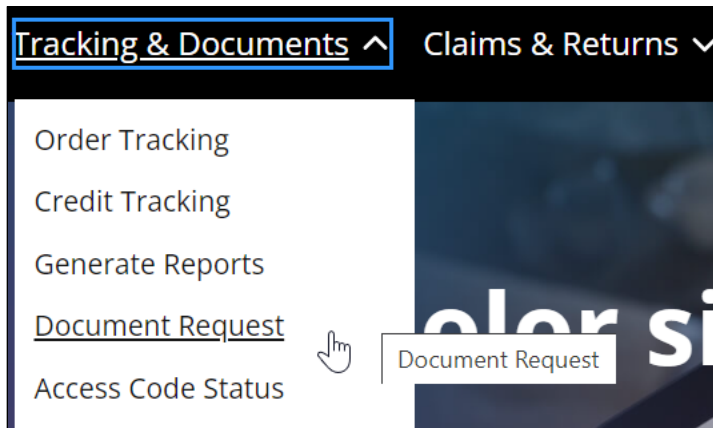 Tracking & Documents
Claims & Returns
Order Tracking
Credit Tracking
Generate Reports
Document Request
Document Request
Access Code Status